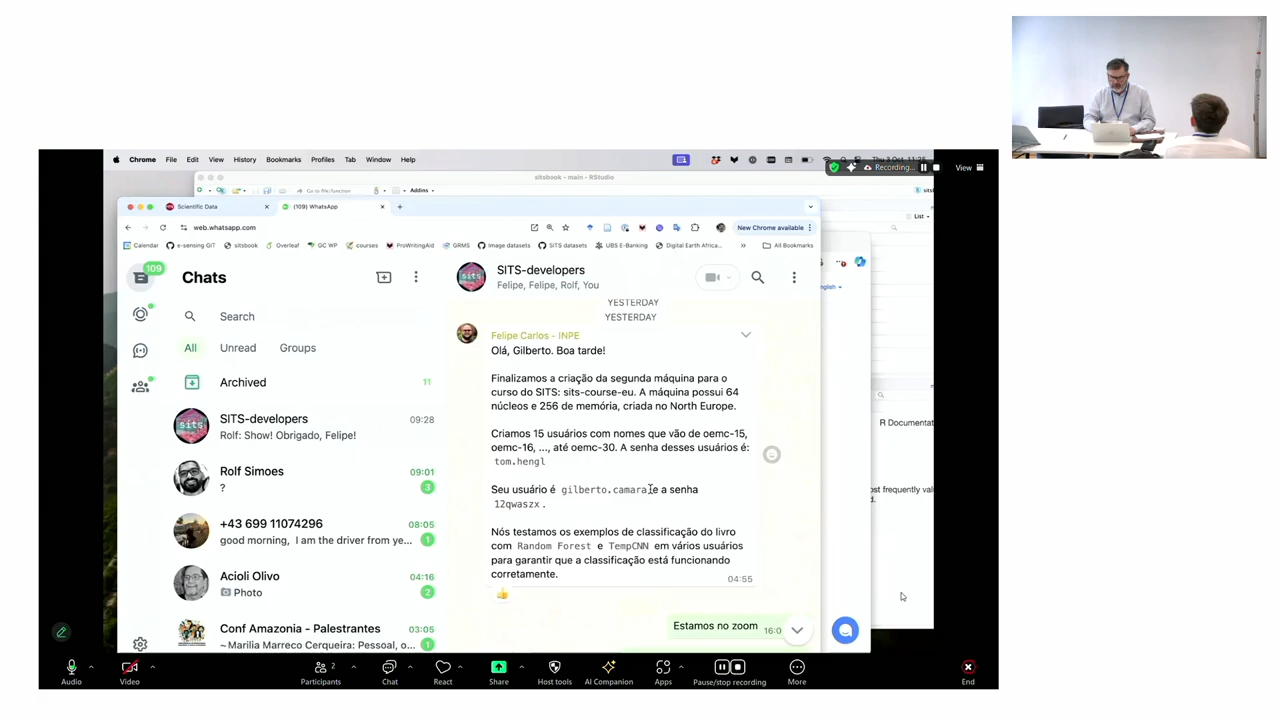 Chrome File Edit View History Bookmarks Profiles Tab Window Help
Recording...
View
sitsbook - main - RStudio
Go to file/function
Addins
Scientific Data
(109) WhatsApp
List
web.whatsapp.com
New Chrome available
Calendar e-sensing GIT sitsbook Overleaf GC WP courses ProWritingAid GRMS Image datasets SITS datasets UBS E-Banking Digital Earth Africa... » All Bookmarks
109
Chats
SITS-developers
Felipe, Felipe, Rolf, You
Search
All Unread Groups
Archived 11
SITS-developers 09:28
Rolf: Show! Obrigado, Felipe!
Rolf Simoes 09:01
? 3
+43 699 11074296 08:05
good morning, I am the driver from ye... 1
Acioli Olivo 04:16
Photo 2
Conf Amazonia - Palestrantes 03:05
~Marilia Marreco Cerqueira: Pessoal, o... 1
YESTERDAY
YESTERDAY
Felipe Carlos - INPE
Olá, Gilberto. Boa tarde!
Finalizamos a criação da segunda máquina para o
curso do SITS: sits-course-eu. A máquina possui 64
núcleos e 256 de memória, criada no North Europe.
Criamos 15 usuários com nomes que vão de oemc-15,
oemc-16, ..., até oemc-30. A senha desses usuários é:
tom.hengl
Seu usuário é gilberto.camara e a senha
12qwaszx.
Nós testamos os exemplos de classificação do livro
com Random Forest e TempCNN em vários usuários
para garantir que a classificação está funcionando
corretamente.
04:55
Estamos no zoom
R Documentat
ost frequently valu
Audio Video Participants 2 Chat React Share Host tools AI Companion Apps Pause/stop recording More End